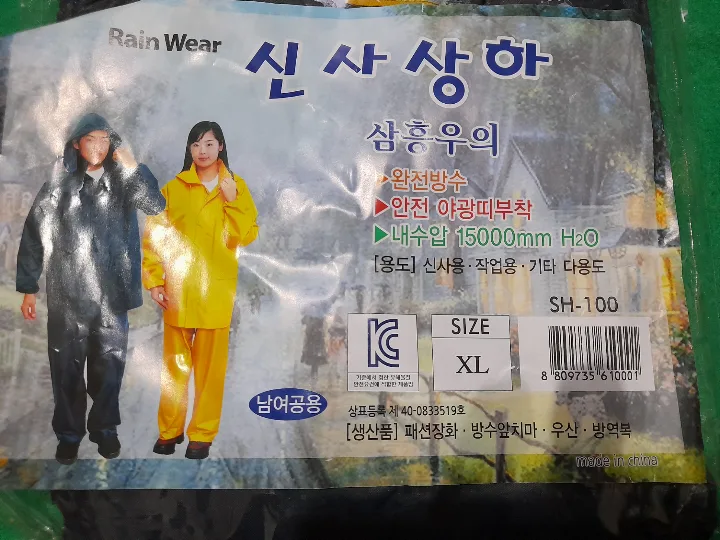 Rain Wear
신사상하
삼흥우의
▶완전방수
▶안전 야광띠부착
▶내수압 15000mm H2O
[용도] 신사용·작업용·기타 다용도
SH-100
KC
SIZE
XL
8 809735 610001
남여공용
상표등록 제 40-0833519호
[생산품] 패션장화·방수앞치마·우산·방역복
made in china